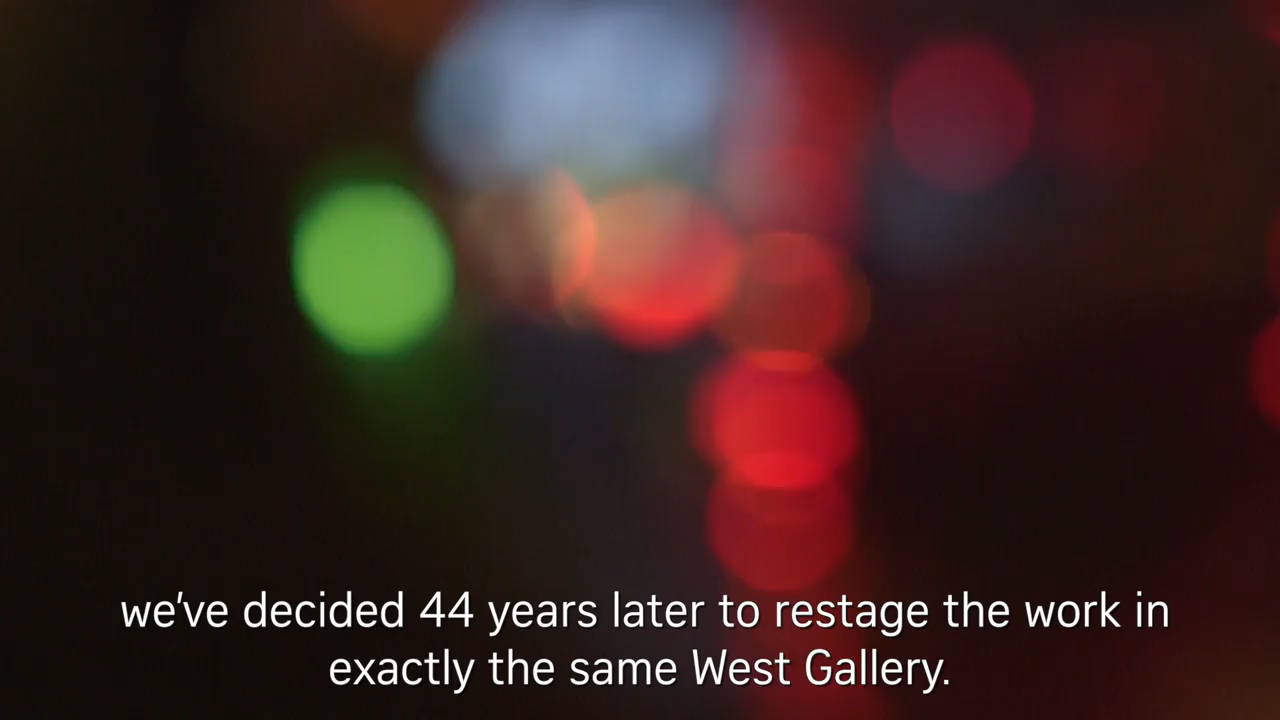 we've decided 44 years later to restage the work in
exactly the same West Gallery.